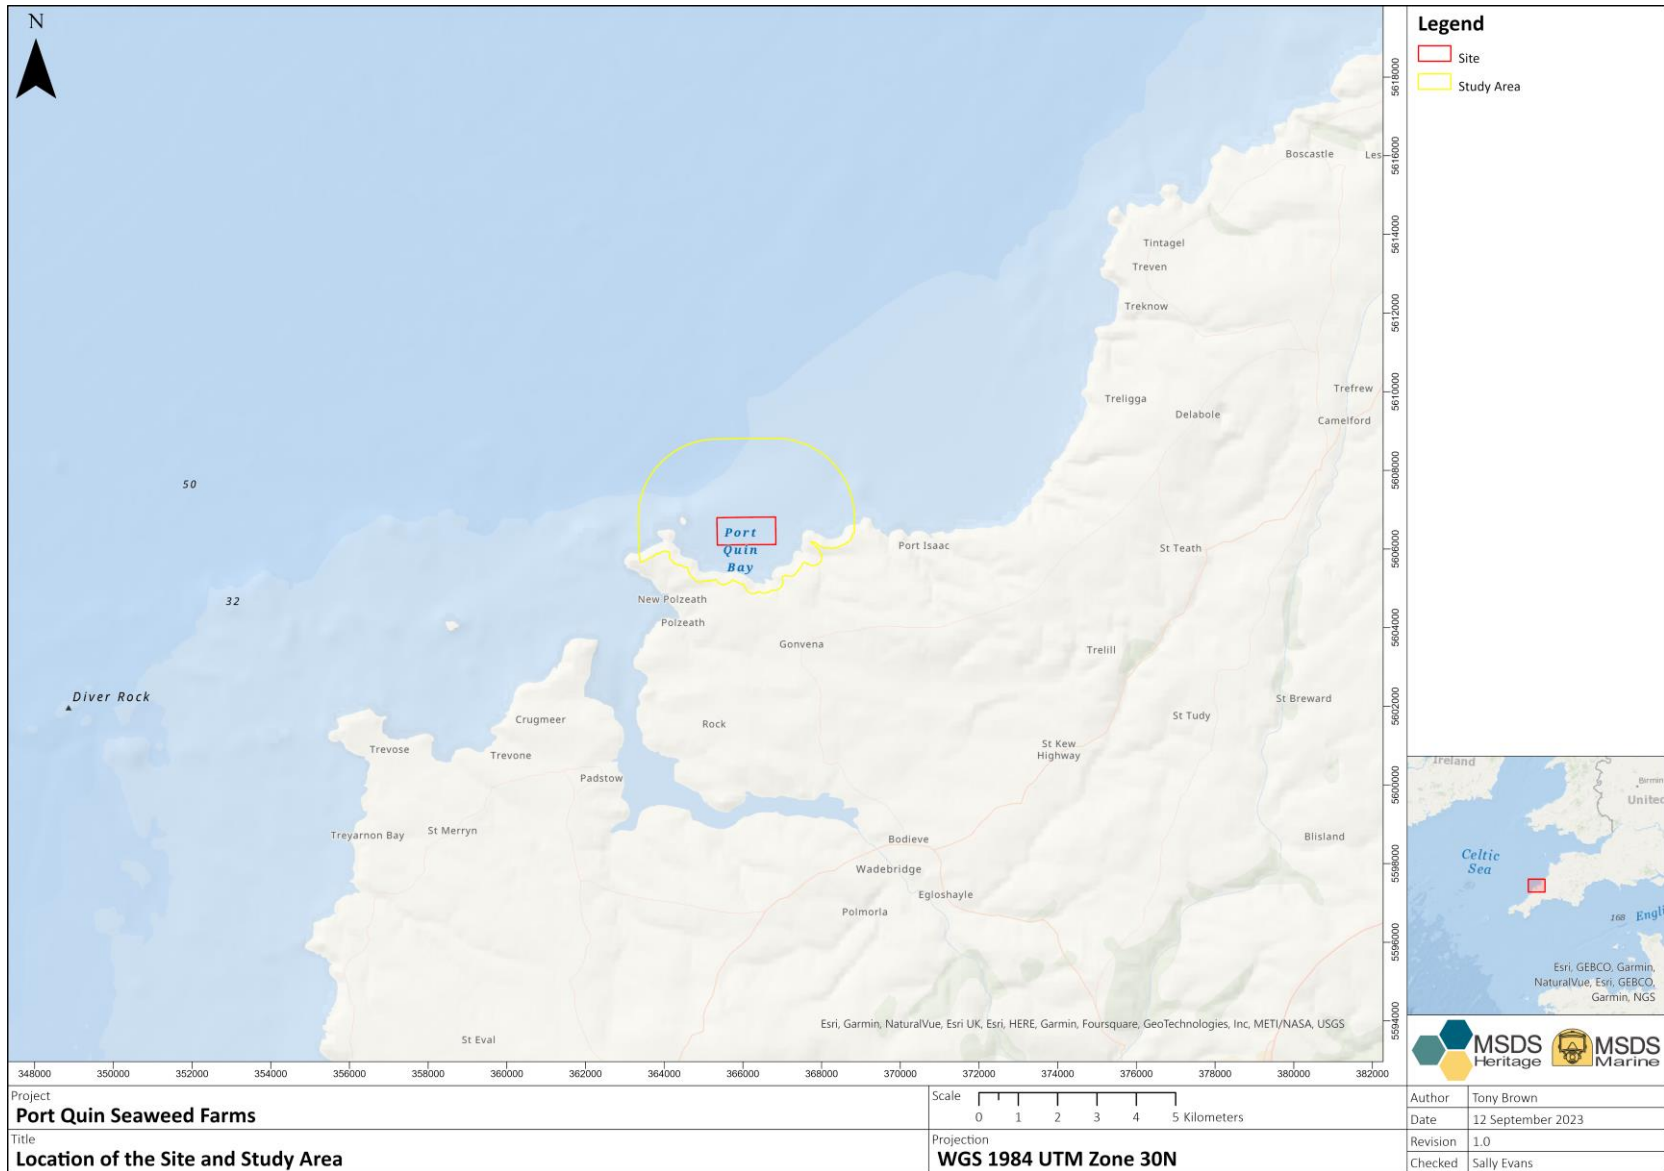 N
Legend
Site
Study Area
Boscastle
Les
Tintagel
Treven
Treknow
Trefrew
Treligga
Delabole
Camelford
50
Port
Quin
Bay
Port Isaac
St Teath
32
New Polzeath
Polzeath
Gonvena
Trelill
Diver Rock
St Breward
Crugmeer
Rock
St Tudy
Trevose
Trevone
St Kew
Highway
Padstow
Treyarnon Bay
St Merryn
Bodieve
Blisland
Wadebridge
Egloshayle
Polmorla
St Eval
Esri, Garmin, NaturalVue, Esri UK, Esri, HERE, Garmin, Foursquare, GeoTechnologies, Inc, METI/NASA, USGS
5618000
5616000
5614000
5612000
5610000
5608000
5606000
5604000
5602000
5600000
5598000
5596000
5594000
348000 350000 352000 354000 356000 358000 360000 362000 364000 366000 368000 370000 372000 374000 376000 378000 380000 382000
Ireland
Birmin
United
Celtic
Sea
168 Engli
Esri, GEBCO, Garmin,
NaturalVue, Esri, GEBCO,
Garmin, NGS
MSDS
Heritage
MSDS
Marine
Project
Port Quin Seaweed Farms
Scale
0 1 2 3 4 5 Kilometers
Title
Location of the Site and Study Area
Projection
WGS 1984 UTM Zone 30N
Author Tony Brown
Date 12 September 2023
Revision 1.0
Checked Sally Evans